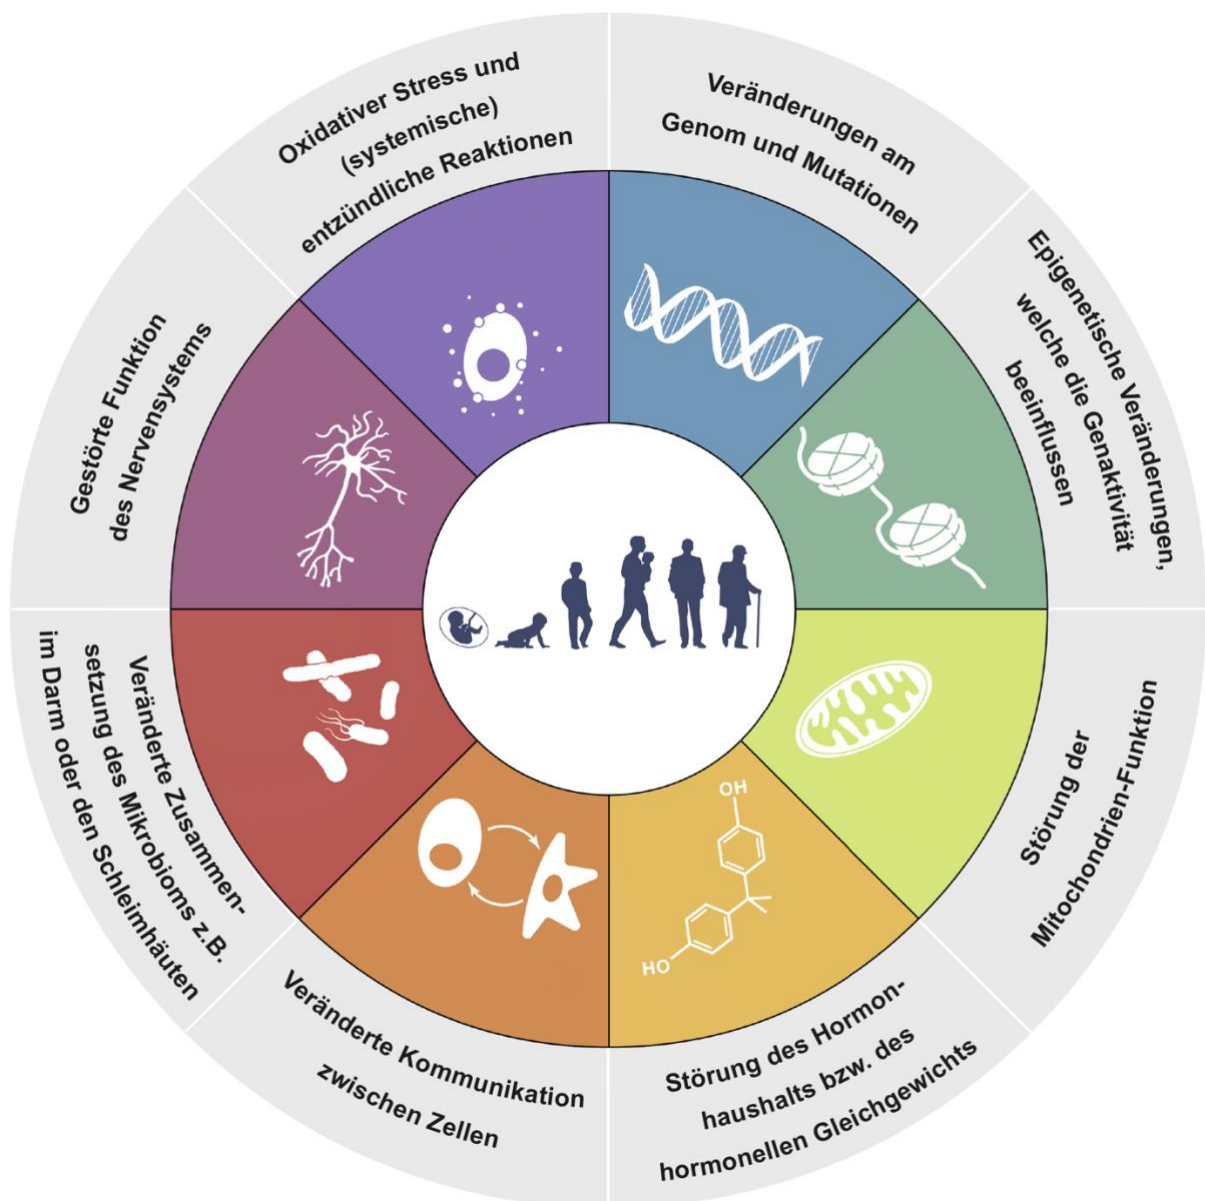 Oxidativer Stress und
(systemische)
entzündliche Reaktionen
Veränderungen am
Genom und Mutationen
Epigenetische Veränderungen,
welche die Genaktivität
beeinflussen
Störung der
Mitochondrien-Funktion
OH
HO
Störung des Hormon-
haushalts bzw. des
hormonellen Gleichgewichts
Veränderte Kommunikation
zwischen Zellen
Veränderte Zusammen-
setzung des Mikrobioms z.B.
im Darm oder den Schleimhäuten
Gestörte Funktion
des Nervensystems